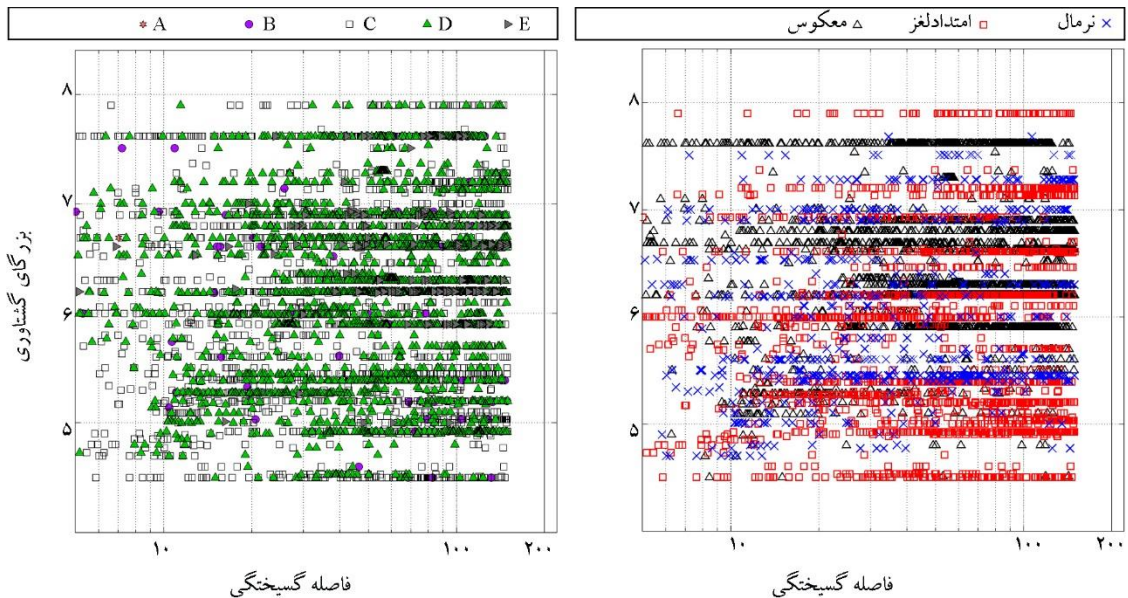 A B C D E
معکوس امتدادلغز نرمال
۸
۷
۶
۵
بزرگای گشتاوری
۱۰ ۱۰۰ ۲۰۰
فاصله گسیختگی
۸
۷
۶
۵
۱۰ ۱۰۰ ۲۰۰
فاصله گسیختگی